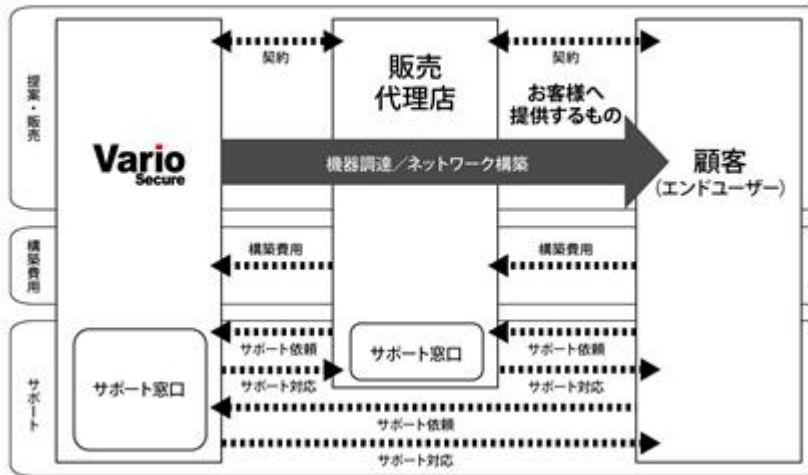 提案・販売
契約
契約
販売
代理店
お客様へ
提供するもの
Vario
Secure
機器調達／ネットワーク構築
顧客
(エンドユーザー)
構築費用
構築費用
構築費用
サポート
サポート窓口
サポート依頼
サポート対応
サポート窓口
サポート依頼
サポート対応
サポート依頼
サポート対応